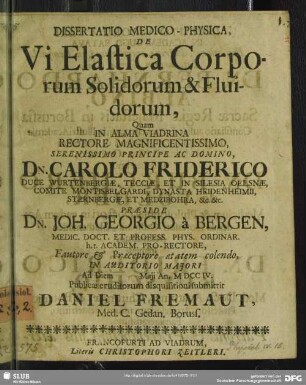 DISSERTATIO MEDICO-PHYSICA,
DE
Vi Elastica Corpo-
rum Solidorum & Flui-
dorum,
Quam
IN ALMA VIADRINA
RECTORE MAGNIFICENTISSIMO,
SERENISSIMO PRINCIPE AC DOMINO,
DN. CAROLO FRIDERICO
DUCE WÜRTENBERGIÆ, TECCIÆ, ET IN SILESIA OELSNÆ,
COMITE MONTISBELGARDI, DYNASTA HEIDENHEIMII,
STERNBERGÆ, ET MEDZIBOHRÆ, &c. &c.
PRÆSIDE
DN. JOH. GEORGIO à BERGEN,
MEDIC. DOCT. ET PROFESS. PHYS. ORDINAR.
h.t. ACADEM. PRO-RECTORE,
Fautore & Præceptore ætatem colendo,
IN AUDITORIO MAJORI
Ad Diem Maji An. M DCC IV.
Publicæ eruditorum disquisitioni submittit
DANIEL FREMAUT,
Med. C. Gedan. Boruss.
FRANCOFURTI AD VIADRUM,
Literis CHRISTOPHORI ZEITLERI.